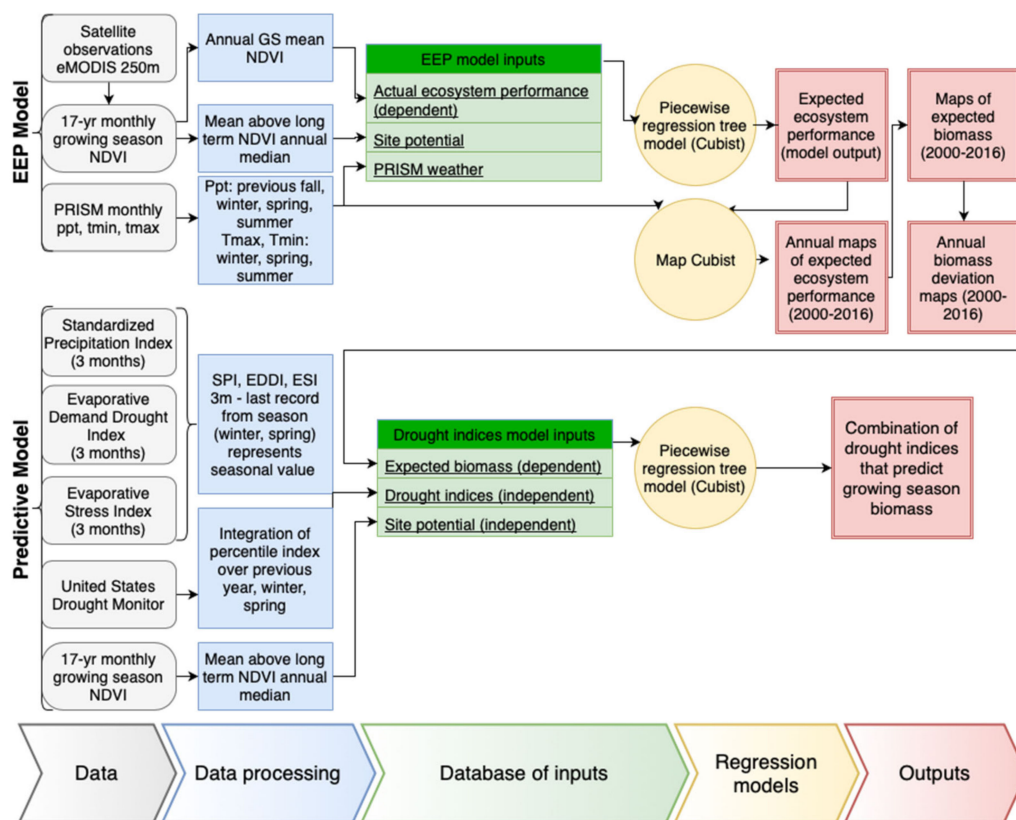 EEP Model
Satellite
observations
eMODIS 250m
17-yr monthly
growing season
NDVI
PRISM monthly
ppt, tmin, tmax
Annual GS mean
NDVI
Mean above long
term NDVI annual
median
Ppt: previous fall,
winter, spring,
summer
Tmax, Tmin:
winter, spring,
summer
EEP model inputs
Actual ecosystem performance
(dependent)
Site potential
PRISM weather
Piecewise
regression tree
model (Cubist)
Map Cubist
Expected
ecosystem
performance
(model output)
Maps of
expected
biomass
(2000-2016)
Annual maps
of expected
ecosystem
performance
(2000-2016)
Annual
biomass
deviation
maps (2000-
2016)
Predictive Model
Standardized
Precipitation Index
(3 months)
Evaporative
Demand Drought
Index
(3 months)
Evaporative
Stress Index
(3 months)
United States
Drought Monitor
17-yr monthly
growing season
NDVI
SPI, EDDI, ESI
3m - last record
from season
(winter, spring)
represents
seasonal value
Integration of
percentile index
over previous
year, winter,
spring
Mean above long
term NDVI annual
median
Drought indices model inputs
Expected biomass (dependent)
Drought indices (independent)
Site potential (independent)
Piecewise
regression tree
model (Cubist)
Combination of
drought indices
that predict
growing season
biomass
Data
Data processing
Database of inputs
Regression
models
Outputs